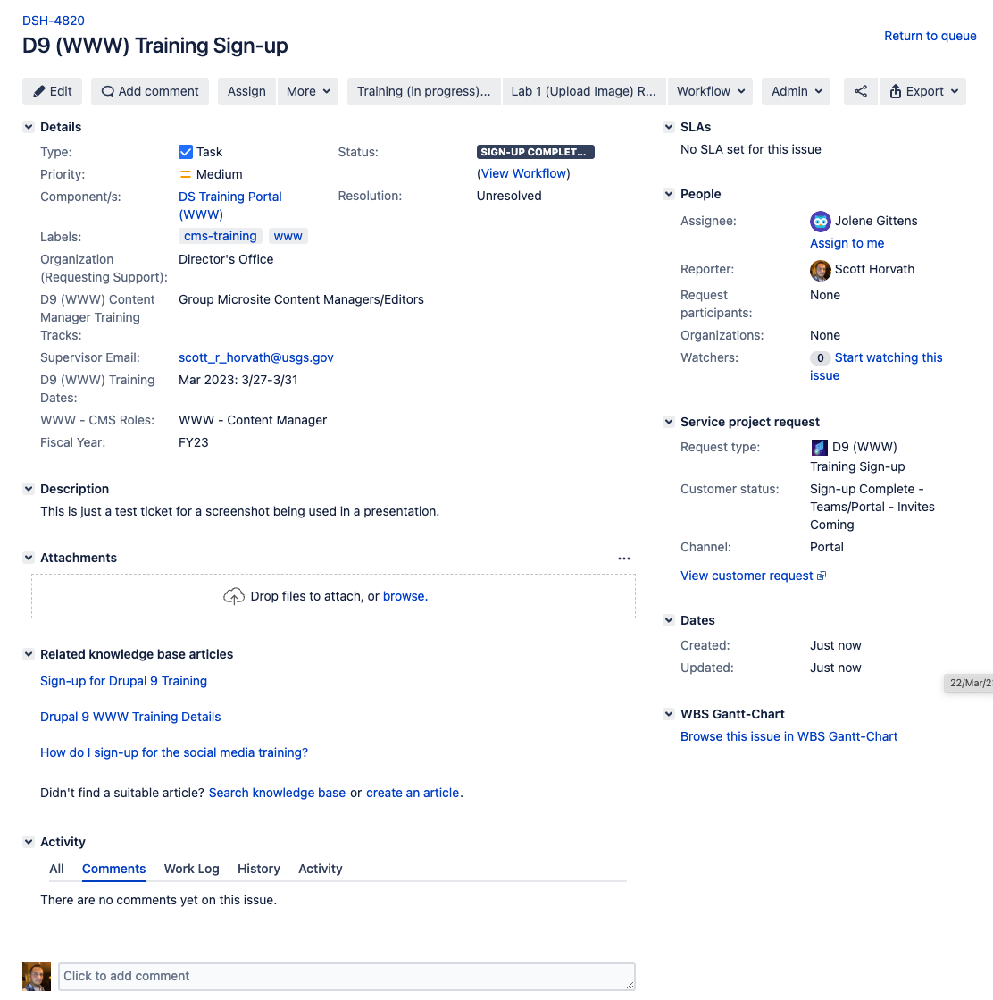 DSH-4820
D9 (WWW) Training Sign-up
Return to queue
Edit
Add comment
Assign
More
Training (in progress)...
Lab 1 (Upload Image) R...
Workflow
Admin
Export
Details
Type:
Task
Status:
SIGN-UP COMPLET...
(View Workflow)
Priority:
Medium
Component/s:
DS Training Portal
(WWW)
Resolution:
Unresolved
Labels:
cms-training
www
Organization
(Requesting Support):
Director's Office
D9 (WWW) Content
Manager Training
Tracks:
Group Microsite Content Managers/Editors
Supervisor Email:
scott_r_horvath@usgs.gov
D9 (WWW) Training
Dates:
Mar 2023: 3/27-3/31
WWW - CMS Roles:
WWW - Content Manager
Fiscal Year:
FY23
Description
This is just a test ticket for a screenshot being used in a presentation.
Attachments
Drop files to attach, or browse.
Related knowledge base articles
Sign-up for Drupal 9 Training
Drupal 9 WWW Training Details
How do I sign-up for the social media training?
Didn't find a suitable article? Search knowledge base or create an article.
Activity
All
Comments
Work Log
History
Activity
There are no comments yet on this issue.
Click to add comment
SLAs
No SLA set for this issue
People
Assignee:
Jolene Gittens
Assign to me
Reporter:
Scott Horvath
Request
participants:
None
Organizations:
None
Watchers:
0 Start watching this
issue
Service project request
Request type:
D9 (WWW)
Training Sign-up
Customer status:
Sign-up Complete -
Teams/Portal - Invites
Coming
Channel:
Portal
View customer request
Dates
Created:
Just now
Updated:
Just now
22/Mar/23
WBS Gantt-Chart
Browse this issue in WBS Gantt-Chart